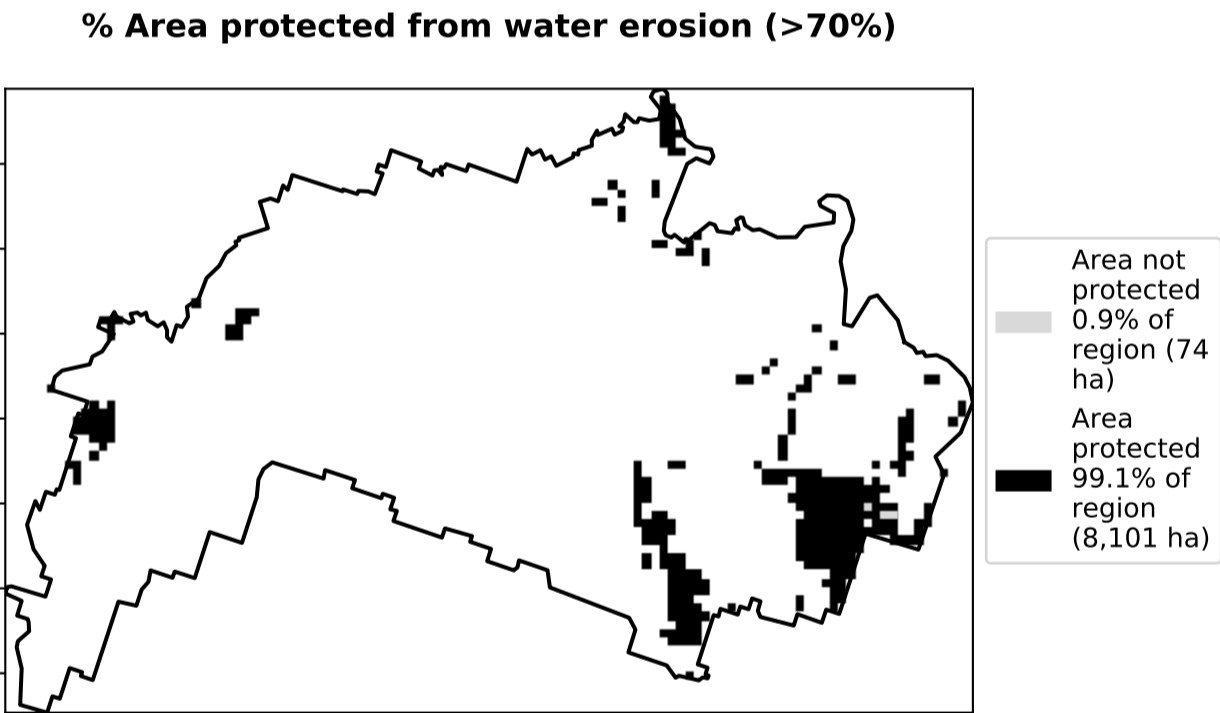 % Area protected from water erosion (>70%)
Area not
protected
0.9% of
region (74
ha)
Area
protected
99.1% of
region
(8,101 ha)